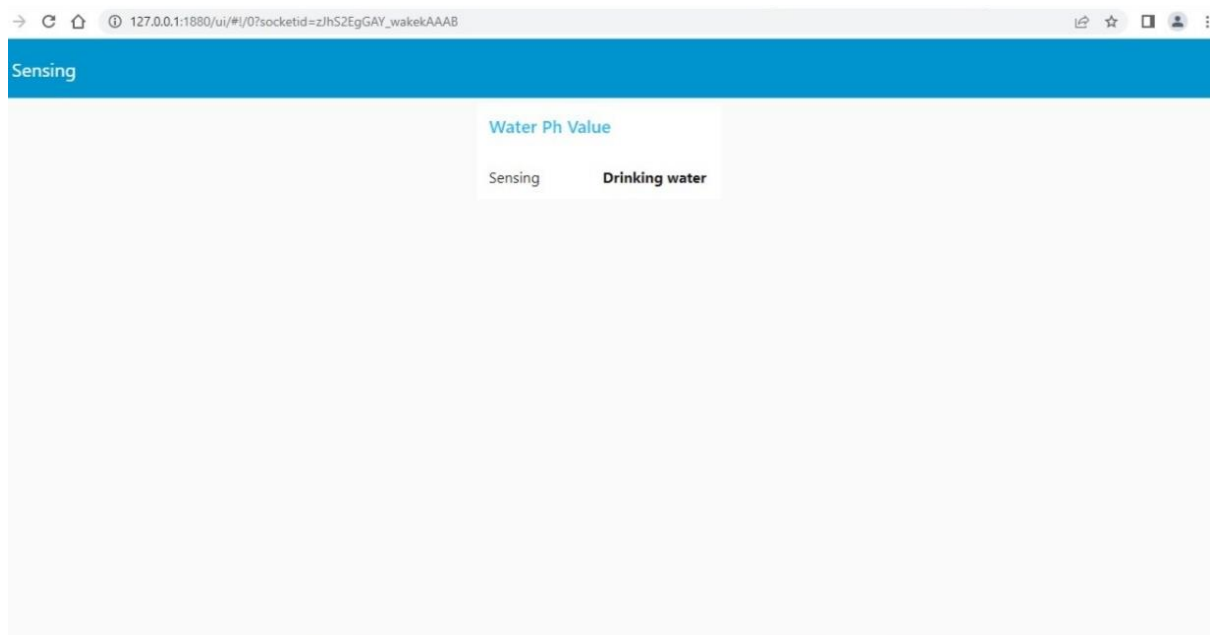 127.0.0.1:1880/ui/#!/0?socketid=zJhS2EgGAY_wakekAAAB
Sensing
Water Ph Value
Sensing Drinking water